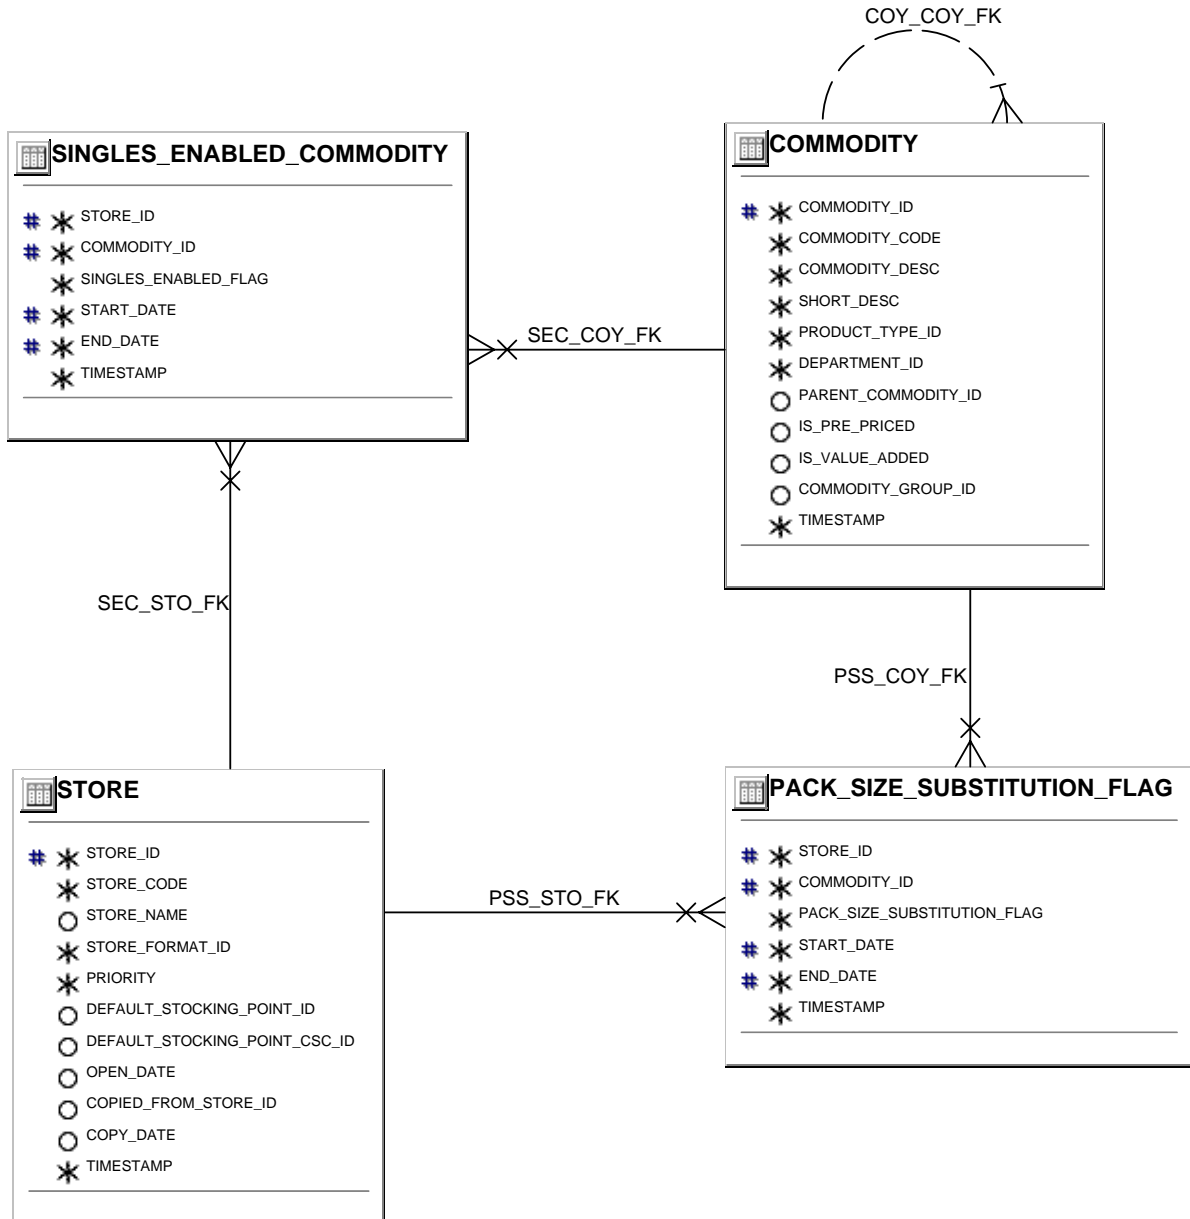 COY_COY_FK
SINGLES_ENABLED_COMMODITY
# * STORE_ID
# * COMMODITY_ID
* SINGLES_ENABLED_FLAG
# * START_DATE
# * END_DATE
* TIMESTAMP
SEC_COY_FK
COMMODITY
# * COMMODITY_ID
* COMMODITY_CODE
* COMMODITY_DESC
* SHORT_DESC
* PRODUCT_TYPE_ID
* DEPARTMENT_ID
O PARENT_COMMODITY_ID
O IS_PRE_PRICED
O IS_VALUE_ADDED
O COMMODITY_GROUP_ID
* TIMESTAMP
SEC_STO_FK
PSS_COY_FK
STORE
# * STORE_ID
* STORE_CODE
O STORE_NAME
* STORE_FORMAT_ID
* PRIORITY
O DEFAULT_STOCKING_POINT_ID
O DEFAULT_STOCKING_POINT_CSC_ID
O OPEN_DATE
O COPIED_FROM_STORE_ID
O COPY_DATE
* TIMESTAMP
PSS_STO_FK
PACK_SIZE_SUBSTITUTION_FLAG
# * STORE_ID
# * COMMODITY_ID
* PACK_SIZE_SUBSTITUTION_FLAG
# * START_DATE
# * END_DATE
* TIMESTAMP